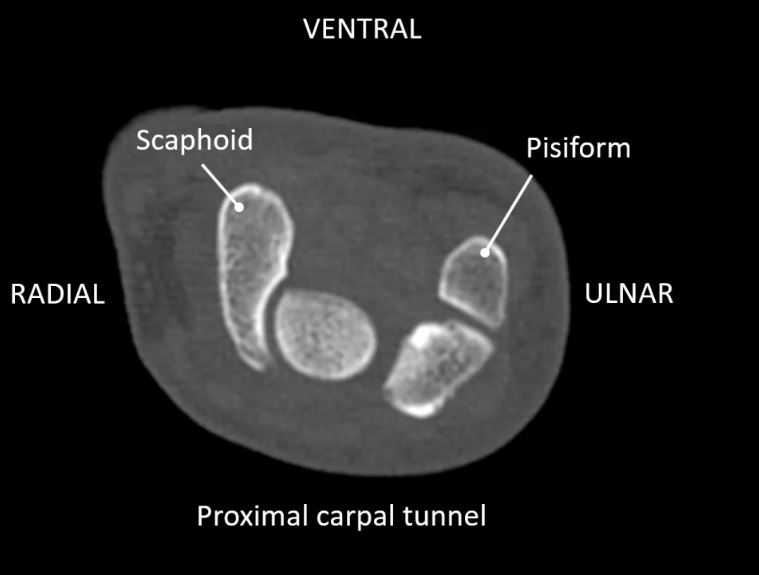 VENTRAL
Scaphoid
Pisiform
RADIAL
ULNAR
Proximal carpal tunnel